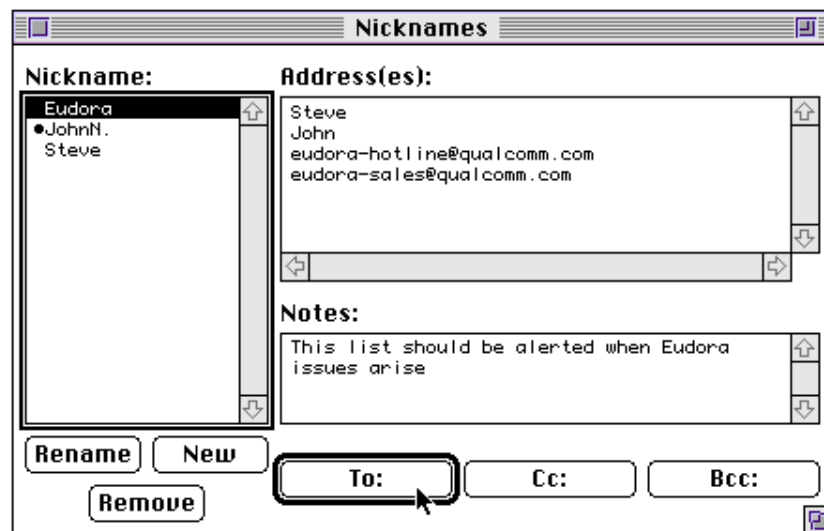 Nicknames
Nickname:
Eudora
●JohnN.
Steve
Address(es):
Steve
John
eudora-hotline@qualcomm.com
eudora-sales@qualcomm.com
Notes:
This list should be alerted when Eudora
issues arise
Rename
New
Remove
To:
Cc:
Bcc: